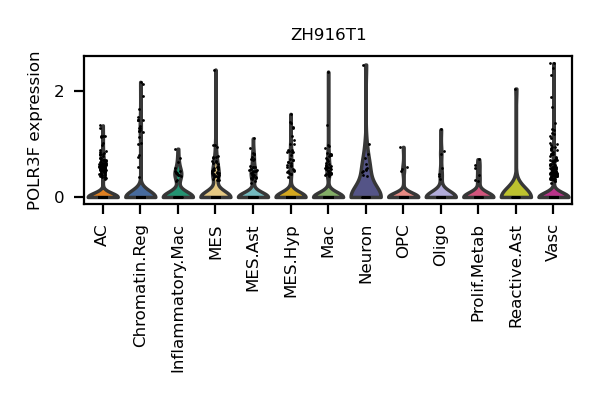 ZH916T1
POLR3F expression
2
0
AC
Chromatin.Reg
Inflammatory.Mac
MES
MES.Ast
MES.Hyp
Mac
Neuron
OPC
Oligo
Prolif.Metab
Reactive.Ast
Vasc